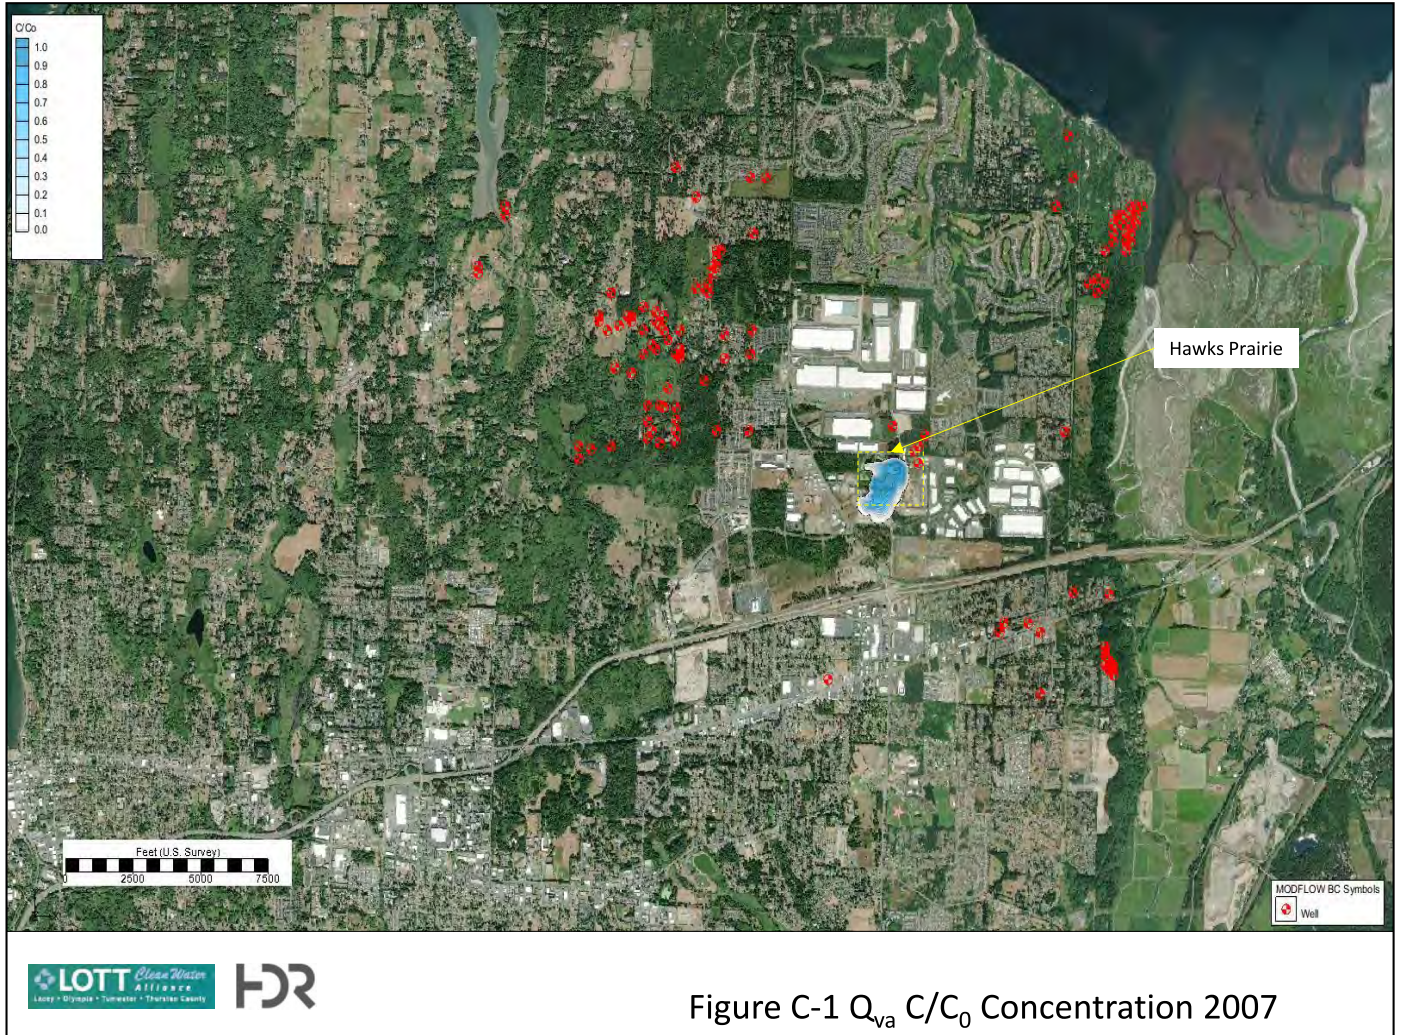 C/Co
1.0
0.9
0.8
0.7
0.6
0.5
0.4
0.3
0.2
0.1
0.0
Hawks Prairie
Feet (U.S. Survey)
0 2500 5000 7500
MODFLOW BC Symbols
Well
LOTT Clean Water
Alliance
Lacey • Olympia • Tumwater • Thurston County
HDR
Figure C-1 Qva C/C0 Concentration 2007